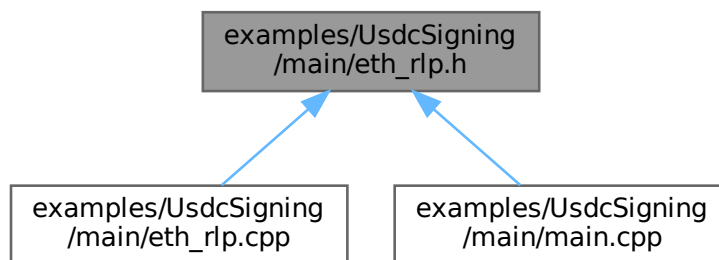 examples/UsdcSigning
/main/eth_rlp.h
examples/UsdcSigning
/main/eth_rlp.cpp
examples/UsdcSigning
/main/main.cpp